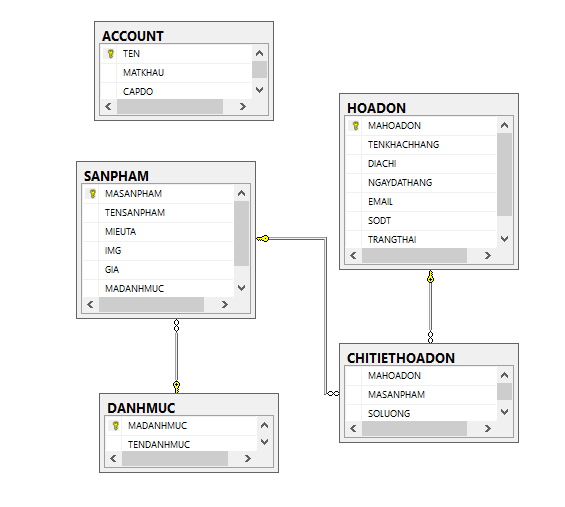 ACCOUNT
TEN
MATKHAU
CAPDO
HOADON
MAHOADON
TENKHACHHANG
DIACHI
NGAYDATHANG
EMAIL
SODT
TRANGTHAI
SANPHAM
MASANPHAM
TENSANPHAM
MIEUTA
IMG
GIA
MADANHMUC
CHITIETHOADON
MAHOADON
MASANPHAM
SOLUONG
DANHMUC
MADANHMUC
TENDANHMUC